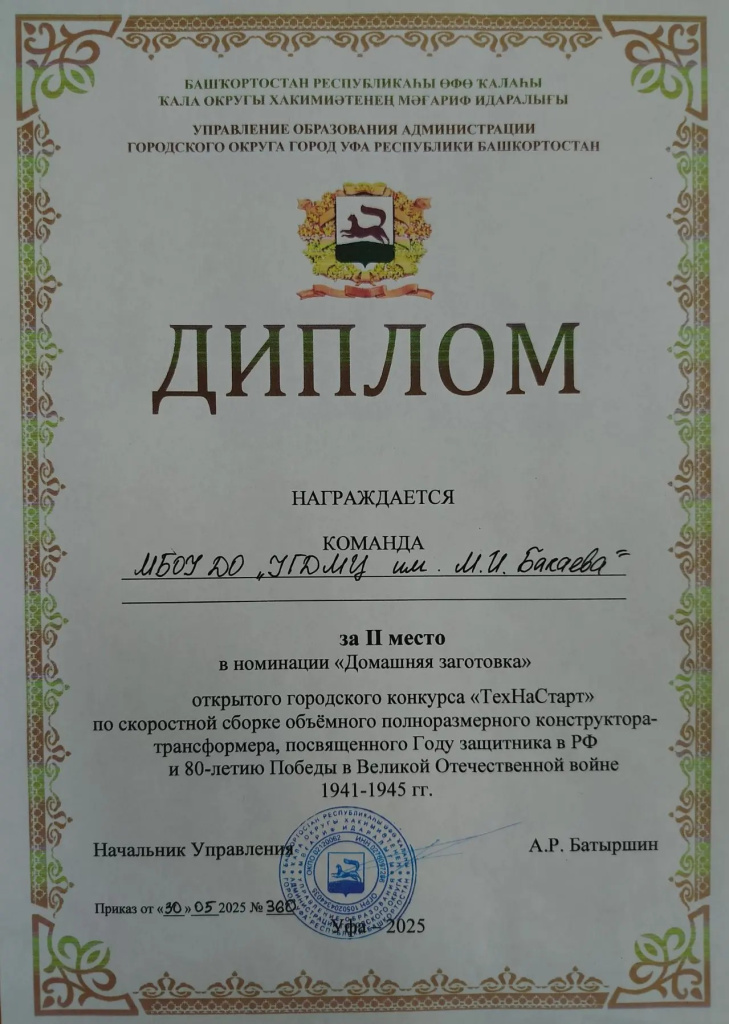 БАШҠОРТОСТАН РЕСПУБЛИКАҺЫ ӨФӨ ҠАЛАҺЫ
ҠАЛА ОКРУГЫ ХАКИМИӘТЕНЕҢ МӘҒАРИФ ИДАРАЛЫҒЫ
УПРАВЛЕНИЕ ОБРАЗОВАНИЯ АДМИНИСТРАЦИИ
ГОРОДСКОГО ОКРУГА ГОРОД УФА РЕСПУБЛИКИ БАШКОРТОСТАН
ДИПЛОМ
НАГРАЖДАЕТСЯ
КОМАНДА
МБОУ ДО „УГДМЦ им. М.И. Бакаева"
за II место
в номинации «Домашняя заготовка»
открытого городского конкурса «ТехНаСтарт»
по скоростной сборке объёмного полноразмерного конструктора-
трансформера, посвященного Году защитника в РФ
и 80-летию Победы в Великой Отечественной войне
1941-1945 гг.
Начальник Управления
А.Р. Батыршин
Приказ от «30» 05 2025 № 360
Уфа – 2025